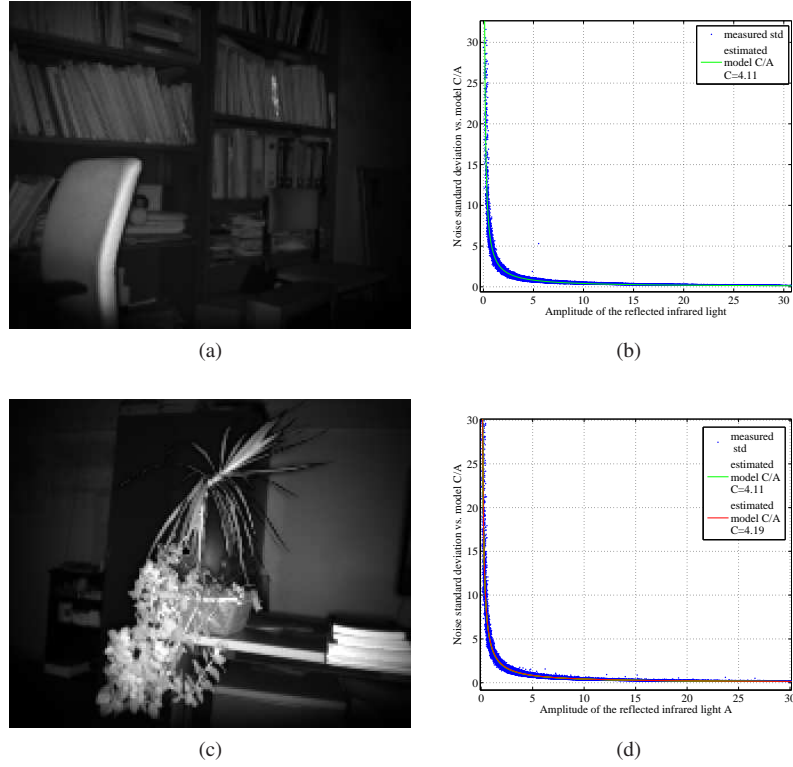 30
25
20
15
10
5
0
0
5
10
15
20
25
30
Noise standard deviation vs. model C/A
Amplitude of the reflected infrared light
measured std
estimated
model C/A
C=4.11
(a)
(b)
30
25
20
15
10
5
0
0
5
10
15
20
25
30
Noise standard deviation vs. model C/A
Amplitude of the reflected infrared light A
measured
std
estimated
model C/A
C=4.11
estimated
model C/A
C=4.19
(c)
(d)